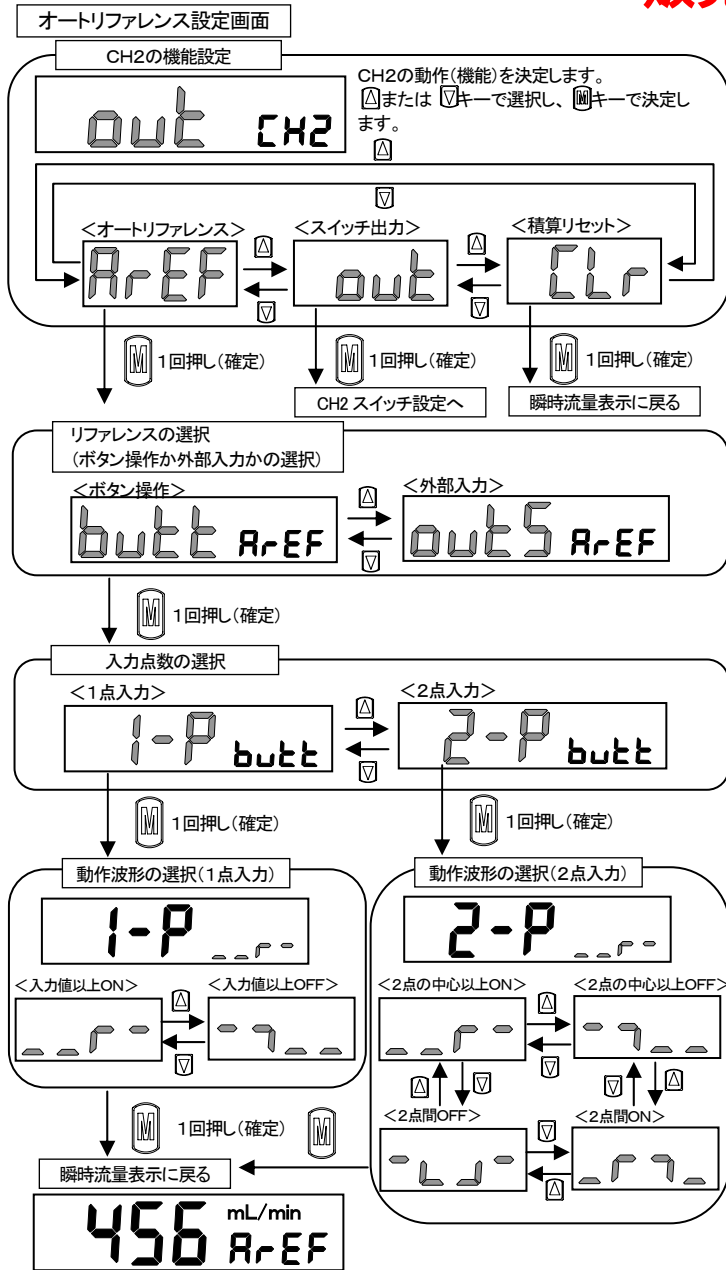 オートリファレンス設定画面
CH2の機能設定
out CH2
CH2の動作(機能)を決定します。
△または ▽キーで選択し、Mキーで決定し
ます。
△
▽
<オートリファレンス> <スイッチ出力> <積算リセット>
ArEF △ ▽ out △ ▽ CLr
M 1回押し(確定) M 1回押し(確定) M 1回押し(確定)
CH2 スイッチ設定へ 瞬時流量表示に戻る
リファレンスの選択
(ボタン操作か外部入力かの選択)
<ボタン操作> <外部入力>
butt ArEF △ ▽ outS ArEF
M 1回押し(確定)
入力点数の選択
<1点入力> <2点入力>
1-P butt △ ▽ 2-P butt
M 1回押し(確定) M 1回押し(確定)
動作波形の選択(1点入力) 動作波形の選択(2点入力)
1-P __r- 2-P __r-
<入力値以上ON> <入力値以上OFF> <2点の中心以上ON> <2点の中心以上OFF>
△ ▽ △ ▽
△ ▽ ▽ △
<2点間OFF> <2点間ON>
▽ △
M 1回押し(確定) M
瞬時流量表示に戻る
456 mL/min
ArEF